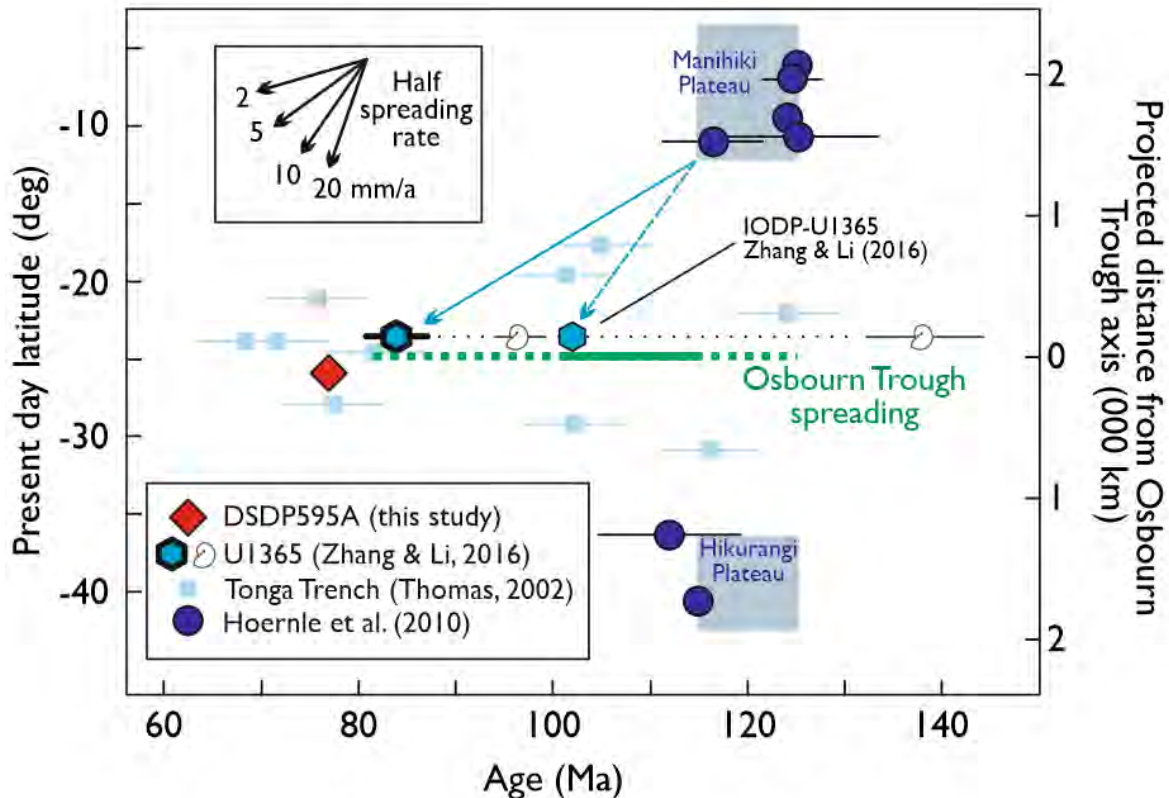 2
5
10
20 mm/a
Half
spreading
rate
Manihiki
Plateau
IODP-U1365
Zhang & Li (2016)
Osbourn Trough
spreading
Hikurangi
Plateau
DSDP595A (this study)
U1365 (Zhang & Li, 2016)
Tonga Trench (Thomas, 2002)
Hoernle et al. (2010)
Present day latitude (deg)
-10
-20
-30
-40
60
80
100
120
140
Age (Ma)
2
1
0
1
2
Projected distance from Osbourn
Trough axis (000 km)